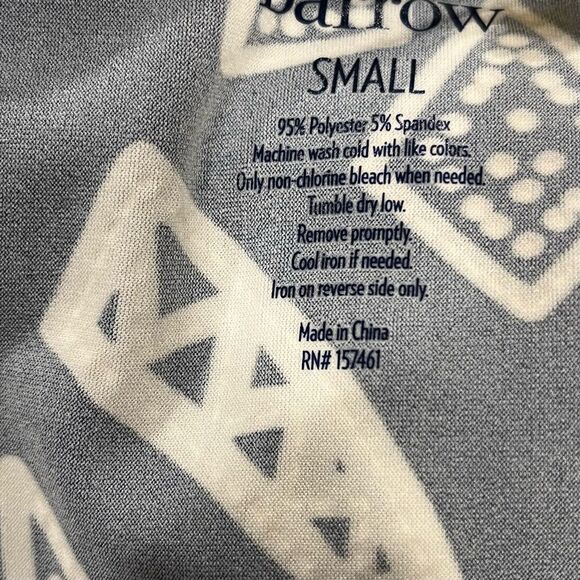 barrow
SMALL
95% Polyester 5% Spandex
Machine wash cold with like colors.
Only non-chlorine bleach when needed.
Tumble dry low.
Remove promptly.
Cool iron if needed.
Iron on reverse side only.
Made in China
RN# 157461